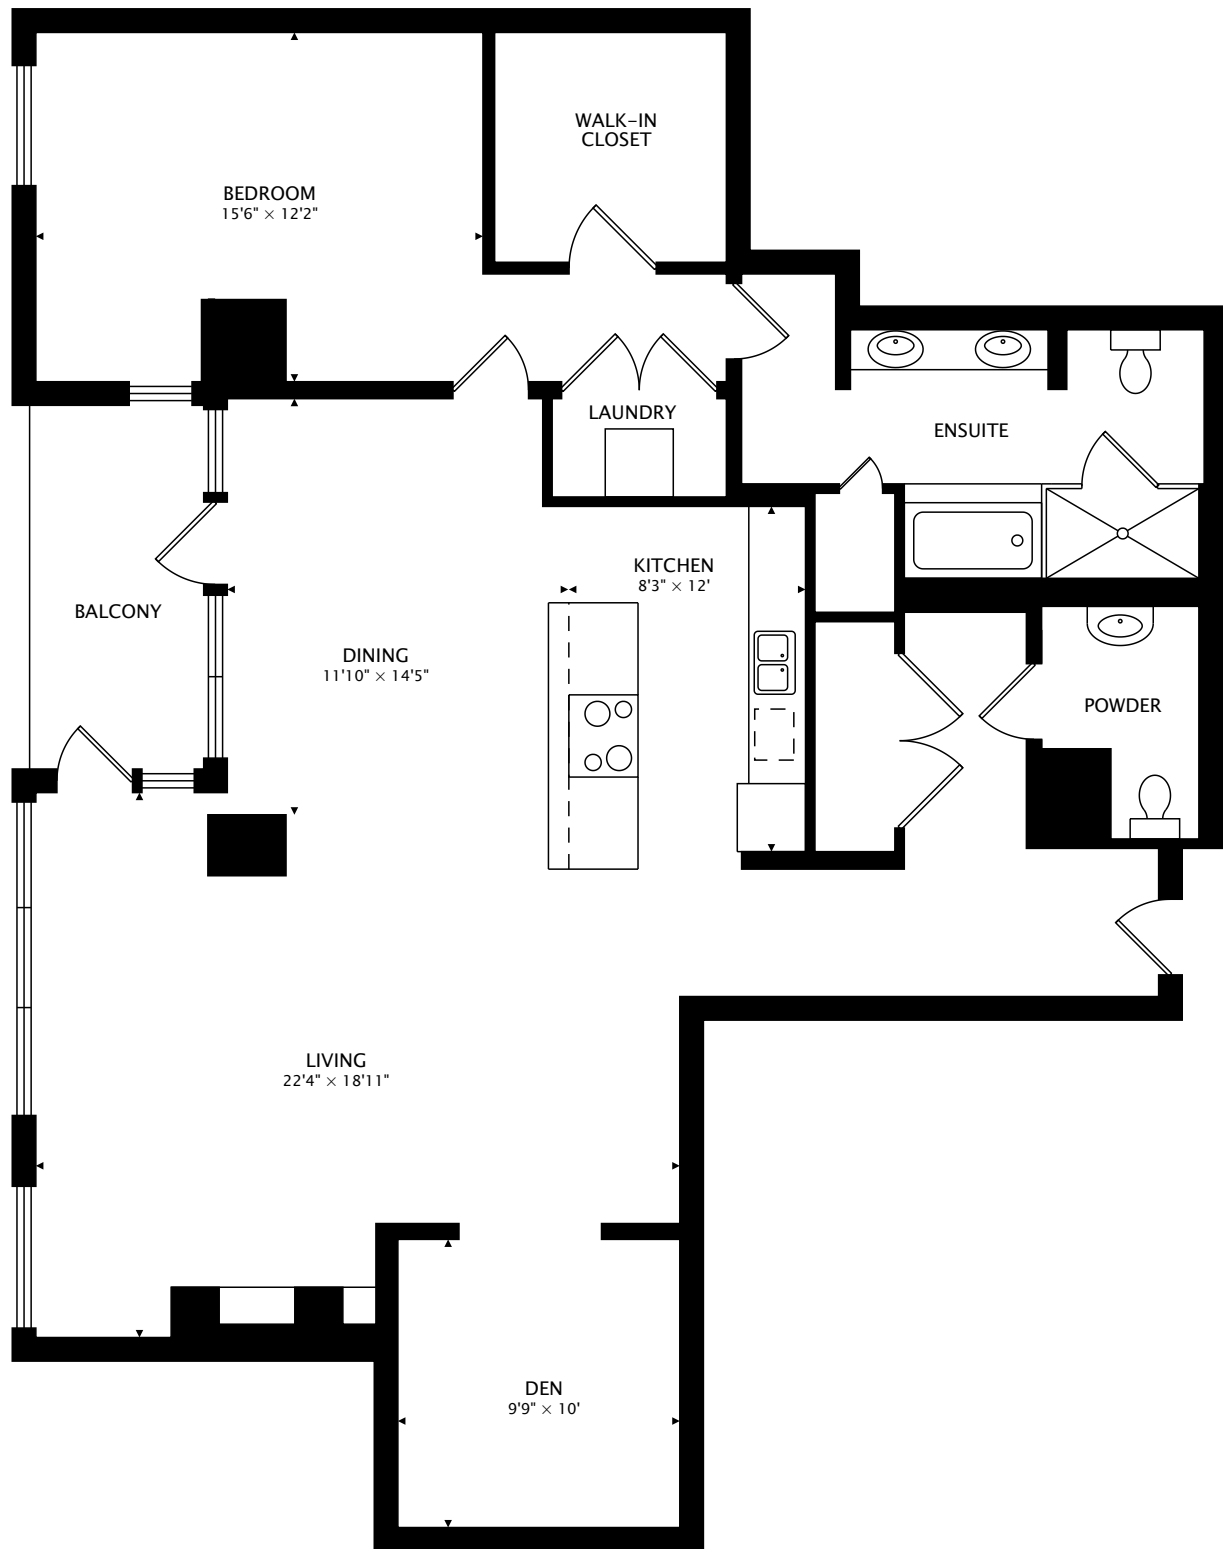 WALK-IN
CLOSET
BEDROOM
15'6" × 12'2"
LAUNDRY
ENSUITE
KITCHEN
8'3" × 12'
BALCONY
DINING
11'10" × 14'5"
POWDER
LIVING
22'4" × 18'11"
DEN
9'9" × 10'